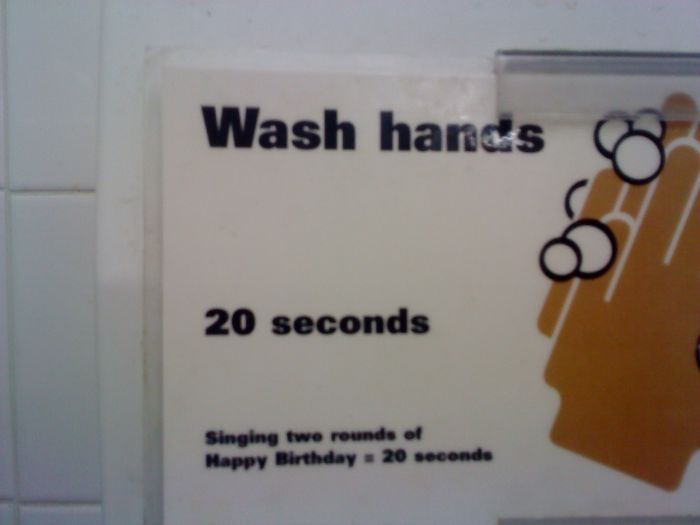 Wash hands
20 seconds
Singing two rounds of
Happy Birthday = 20 seconds